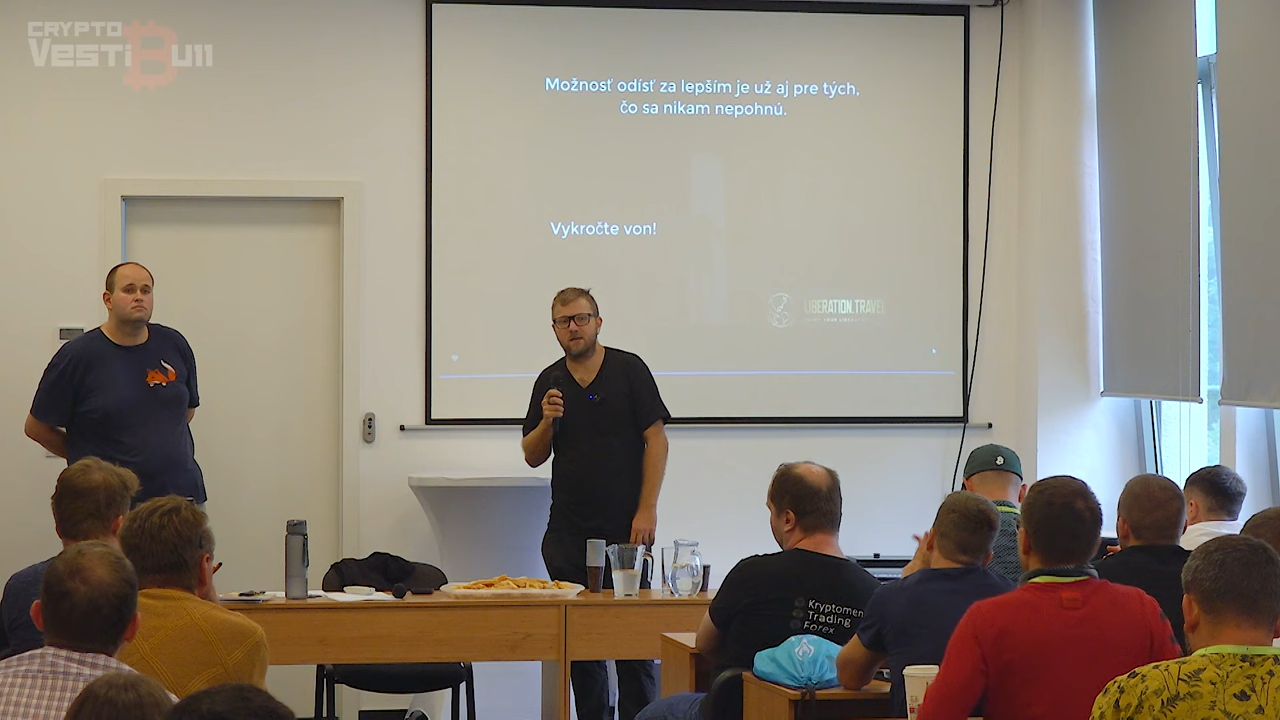 CRYPTO
VestiBull
Možnosť odísť za lepším je už aj pre tých,
čo sa nikam nepohnú.
Vykročte von!
LIBERATION.TRAVEL
Kryptomen
Trading
Forex